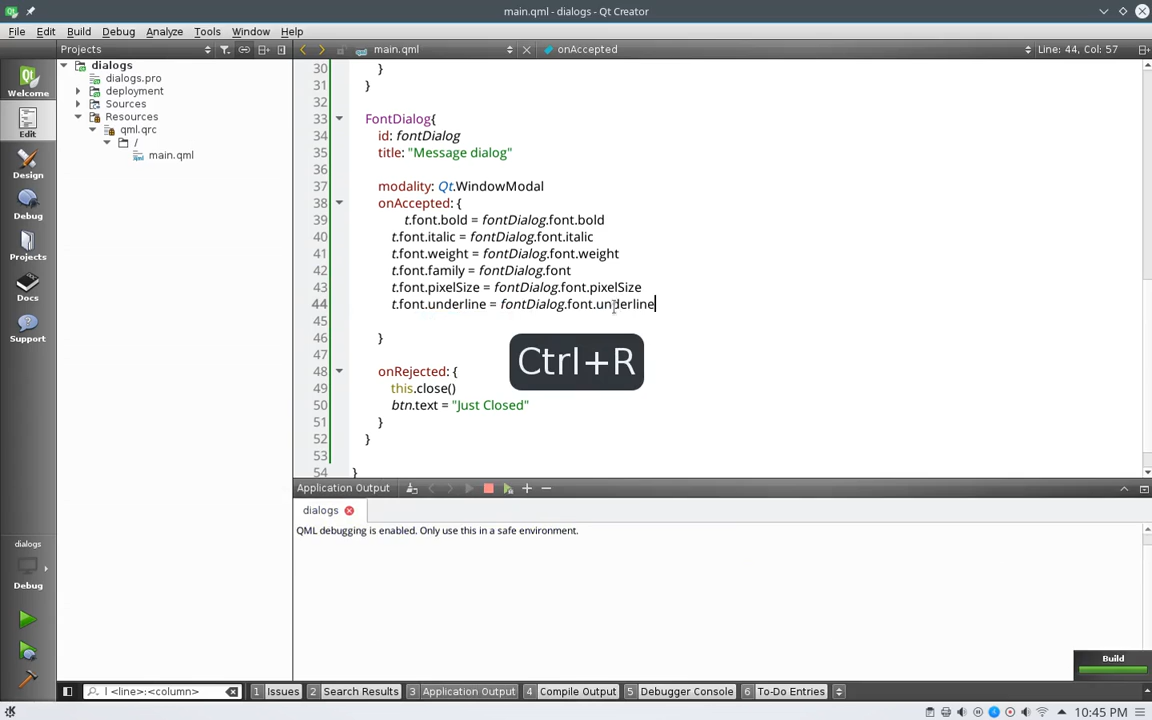 main.qml - dialogs - Qt Creator
File Edit Build Debug Analyze Tools Window Help
Projects
main.qml
onAccepted
Line: 44, Col: 57
Welcome
Edit
Design
Debug
Projects
Docs
Support
dialogs
Debug
dialogs
dialogs.pro
deployment
Sources
Resources
qml.qrc
/
main.qml
30 }
31 }
32
33 FontDialog{
34 id: fontDialog
35 title: "Message dialog"
36
37 modality: Qt.WindowModal
38 onAccepted: {
39 t.font.bold = fontDialog.font.bold
40 t.font.italic = fontDialog.font.italic
41 t.font.weight = fontDialog.font.weight
42 t.font.family = fontDialog.font
43 t.font.pixelSize = fontDialog.font.pixelSize
44 t.font.underline = fontDialog.font.underline
45
46 }
47
48 onRejected: {
49 this.close()
50 btn.text = "Just Closed"
51 }
52 }
53
54 }
Ctrl+R
Application Output
dialogs
QML debugging is enabled. Only use this in a safe environment.
Build
l <line>:<column>
1 Issues 2 Search Results 3 Application Output 4 Compile Output 5 Debugger Console 6 To-Do Entries
10:45 PM